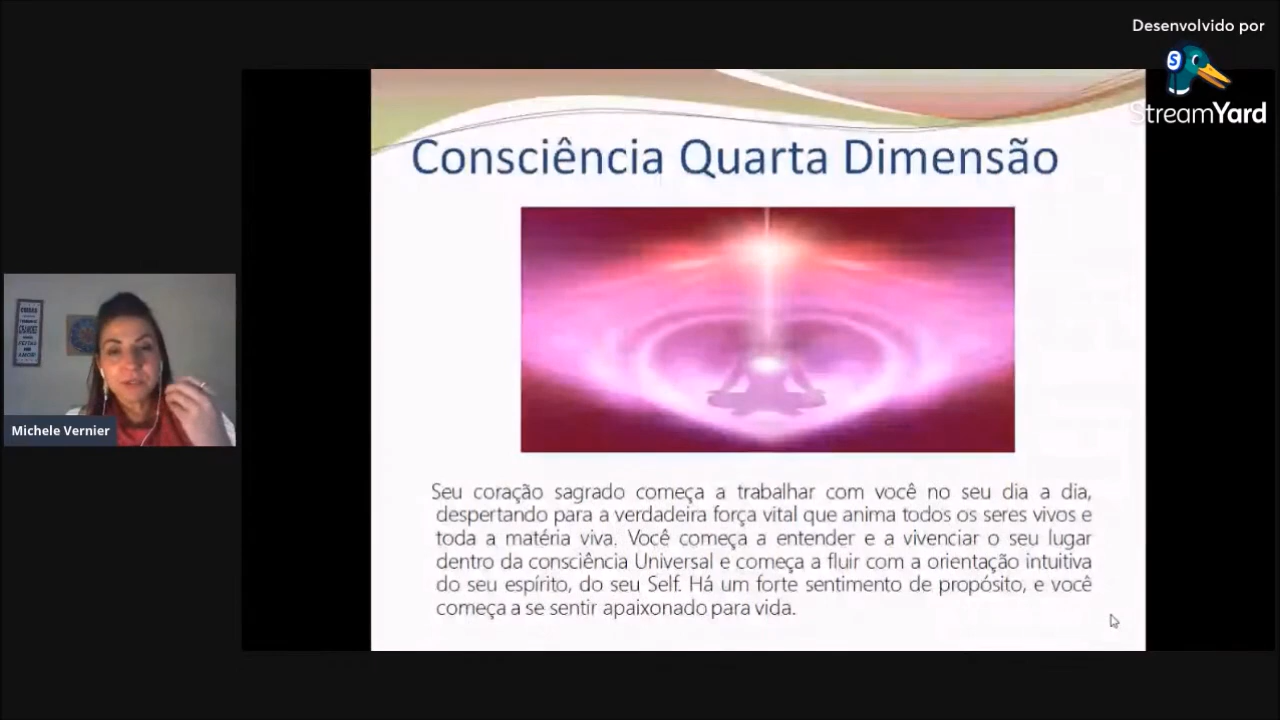 Desenvolvido por
StreamYard
Consciência Quarta Dimensão
Michele Vernier
Seu coração sagrado começa a trabalhar com você no seu dia a dia,
despertando para a verdadeira força vital que anima todos os seres vivos e
toda a matéria viva. Você começa a entender e a vivenciar o seu lugar
dentro da consciência Universal e começa a fluir com a orientação intuitiva
do seu espírito, do seu Self. Há um forte sentimento de propósito, e você
começa a se sentir apaixonado para vida.